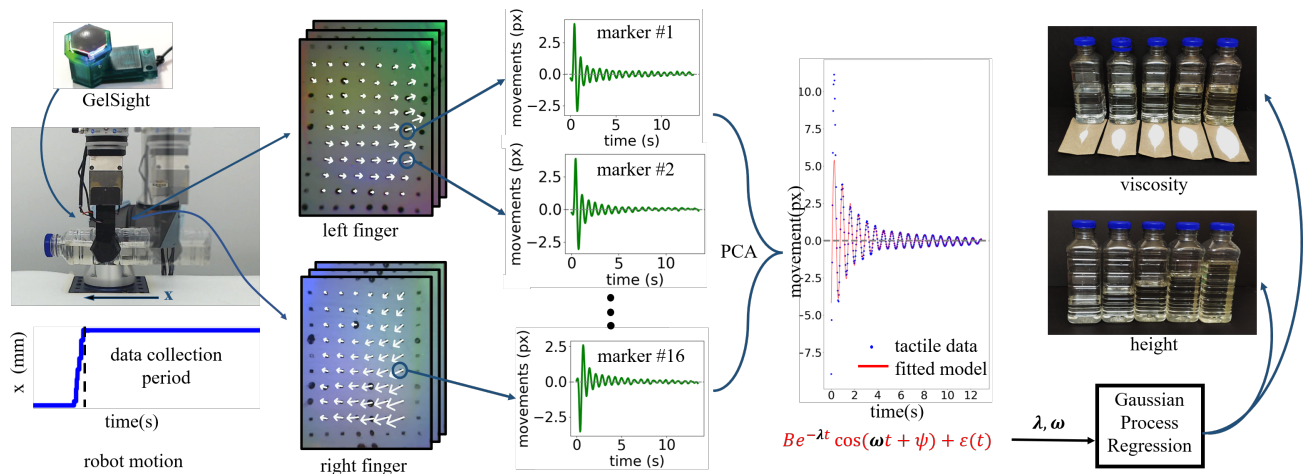 GelSight
x
x (mm)
data collection
period
time(s)
robot motion
left finger
right finger
movements (px)
marker #1
2.5
0.0
−2.5
0
5
10
time (s)
movements (px)
marker #2
2.5
0.0
−2.5
0
5
10
time (s)
movements (px)
marker #16
0.0
−2.5
0
5
10
time (s)
PCA
movement(px)
10.0
7.5
5.0
2.5
0.0
-2.5
-5.0
-7.5
tactile data
fitted model
0 2 4 6 8 10 12
time(s)
Be^{-λt} cos(ωt + ψ) + ε(t)
λ, ω
Gaussian
Process
Regression
viscosity
height